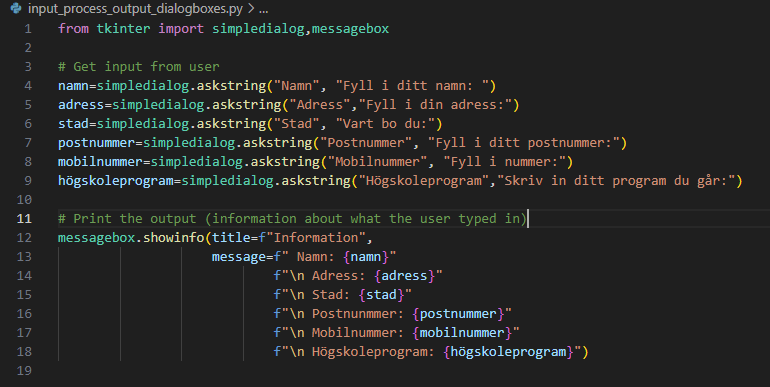 input_process_output_dialogboxes.py > ...
1 from tkinter import simpledialog,messagebox
2
3 # Get input from user
4 namn=simpledialog.askstring("Namn", "Fyll i ditt namn: ")
5 adress=simpledialog.askstring("Adress","Fyll i din adress:")
6 stad=simpledialog.askstring("Stad", "Vart bo du:")
7 postnummer=simpledialog.askstring("Postnummer", "Fyll i ditt postnummer:")
8 mobilnummer=simpledialog.askstring("Mobilnummer", "Fyll i nummer:")
9 högskoleprogram=simpledialog.askstring("Högskoleprogram","Skriv in ditt program du går:")
10
11 # Print the output (information about what the user typed in)
12 messagebox.showinfo(title=f"Information",
13 message=f" Namn: {namn}"
14 f"\n Adress: {adress}"
15 f"\n Stad: {stad}"
16 f"\n Postnunmmer: {postnummer}"
17 f"\n Mobilnummer: {mobilnummer}"
18 f"\n Högskoleprogram: {högskoleprogram}")
19